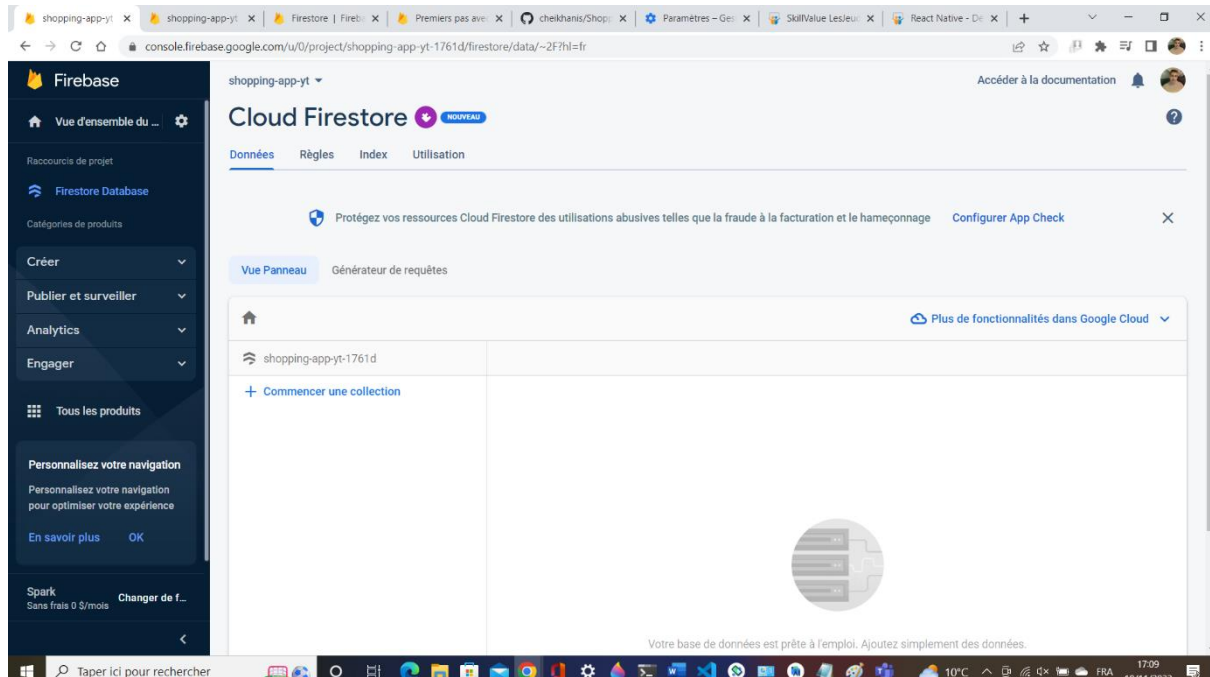 shopping-app-yt
shopping-app-yt
Firestore | Fireb
Premiers pas avec
cheikhanis/Shopp
Paramètres – Ges
SkillValue LesJeud
React Native - De
console.firebase.google.com/u/0/project/shopping-app-yt-1761d/firestore/data/~2F?hl=fr
Firebase
shopping-app-yt
Accéder à la documentation
Vue d'ensemble du ...
Cloud Firestore
NOUVEAU
Données
Règles
Index
Utilisation
Raccourcis de projet
Firestore Database
Catégories de produits
Protégez vos ressources Cloud Firestore des utilisations abusives telles que la fraude à la facturation et le hameçonnage
Configurer App Check
Créer
Publier et surveiller
Analytics
Engager
Tous les produits
Vue Panneau
Générateur de requêtes
Plus de fonctionnalités dans Google Cloud
shopping-app-yt-1761d
+ Commencer une collection
Personnalisez votre navigation
Personnalisez votre navigation
pour optimiser votre expérience
En savoir plus
OK
Spark
Sans frais 0 $/mois
Changer de f...
Votre base de données est prête à l'emploi. Ajoutez simplement des données.
Taper ici pour rechercher
10°C
FRA
17:09